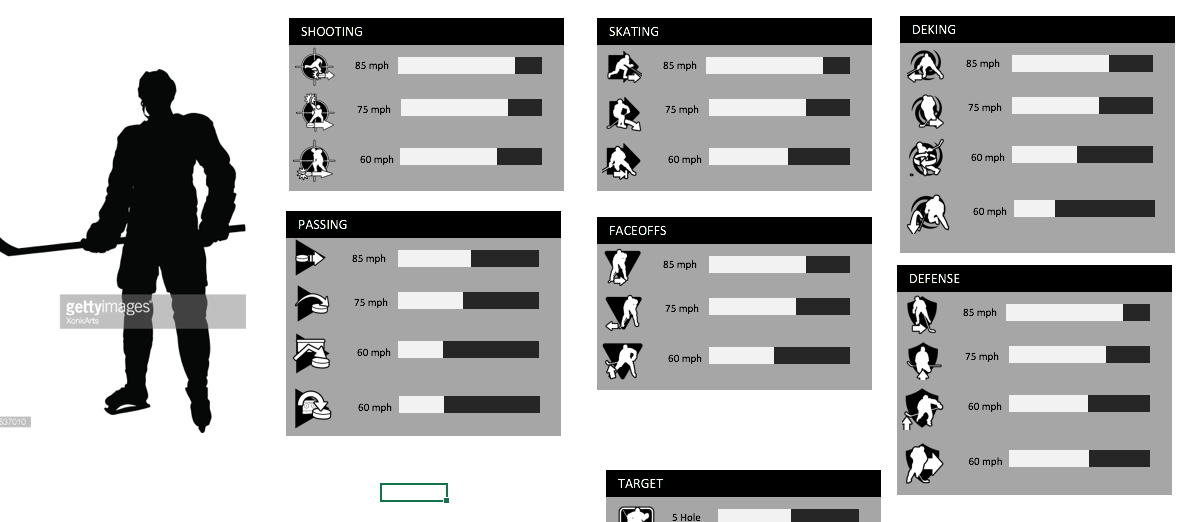 SHOOTING
85 mph
75 mph
60 mph
SKATING
85 mph
75 mph
60 mph
DEKING
85 mph
75 mph
60 mph
60 mph
PASSING
85 mph
75 mph
60 mph
60 mph
FACEOFFS
85 mph
75 mph
60 mph
DEFENSE
85 mph
75 mph
60 mph
60 mph
gettyimages
XonkArts
537010
TARGET
5 Hole